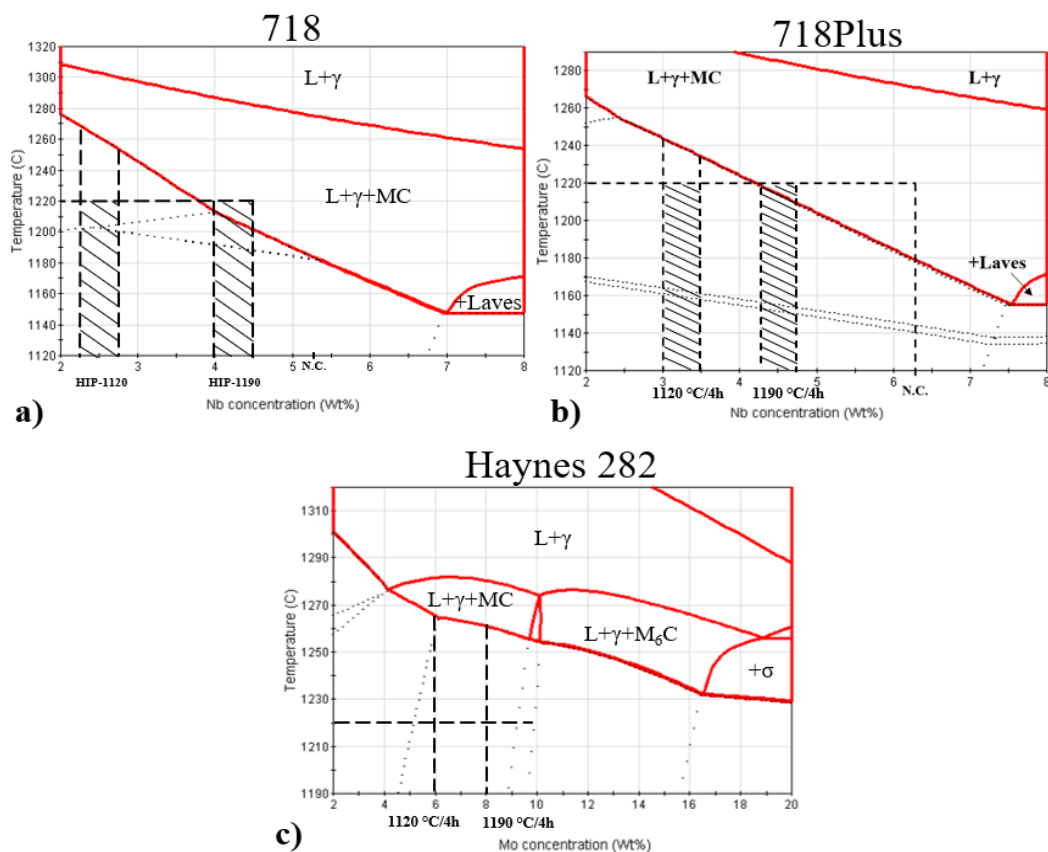 718
1320
1300
1280
1260
1240
1220
1200
1180
1160
1140
1120
Temperature (C)
L+γ
L+γ+MC
+Laves
2 3 4 5 6 7 8
HIP-1120 HIP-1190 N.C.
Nb concentration (Wt%)
a)
718Plus
1280
1260
1240
1220
1200
1180
1160
1140
1120
Temperature (C)
L+γ+MC L+γ
+Laves
2 3 4 5 7 8
1120 °C/4h 1190 °C/4h N.C.
Nb concentration (Wt%)
b)
Haynes 282
1310
1290
1270
1250
1230
1210
1190
Temperature (C)
L+γ
L+γ+MC
L+γ+M₆C
+σ
2 4 6 8 10 12 14 16 18 20
1120 °C/4h 1190 °C/4h
Mo concentration (Wt%)
c)